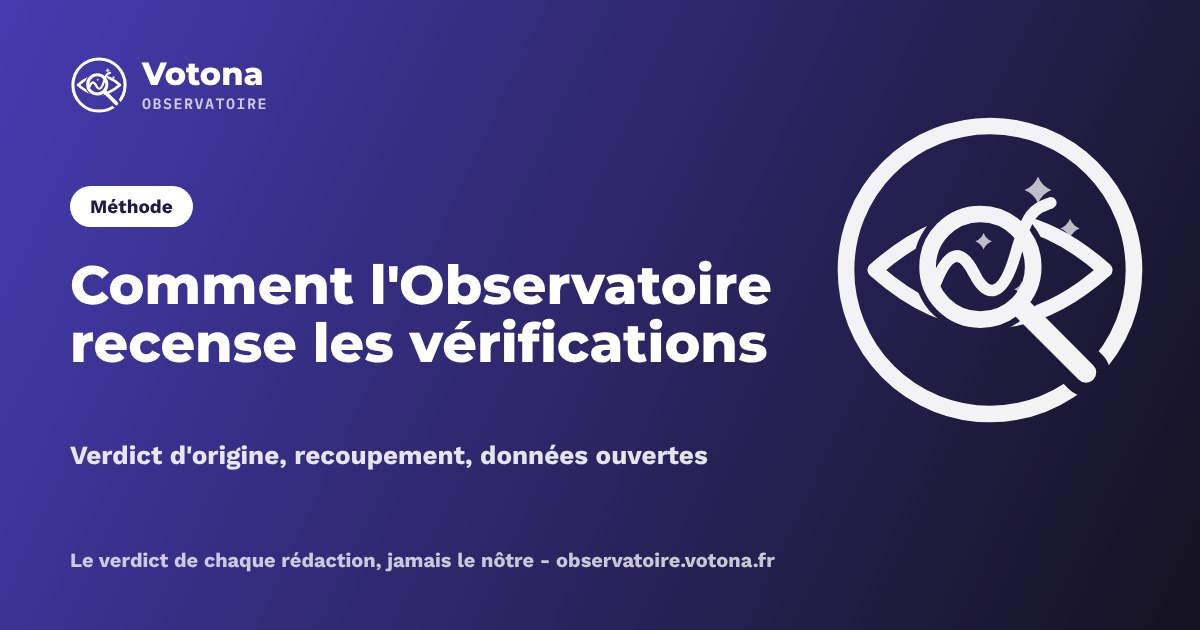 Votona
OBSERVATOIRE
Méthode
Comment l'Observatoire
recense les vérifications
Verdict d'origine, recoupement, données ouvertes
Le verdict de chaque rédaction, jamais le nôtre - observatoire.votona.fr